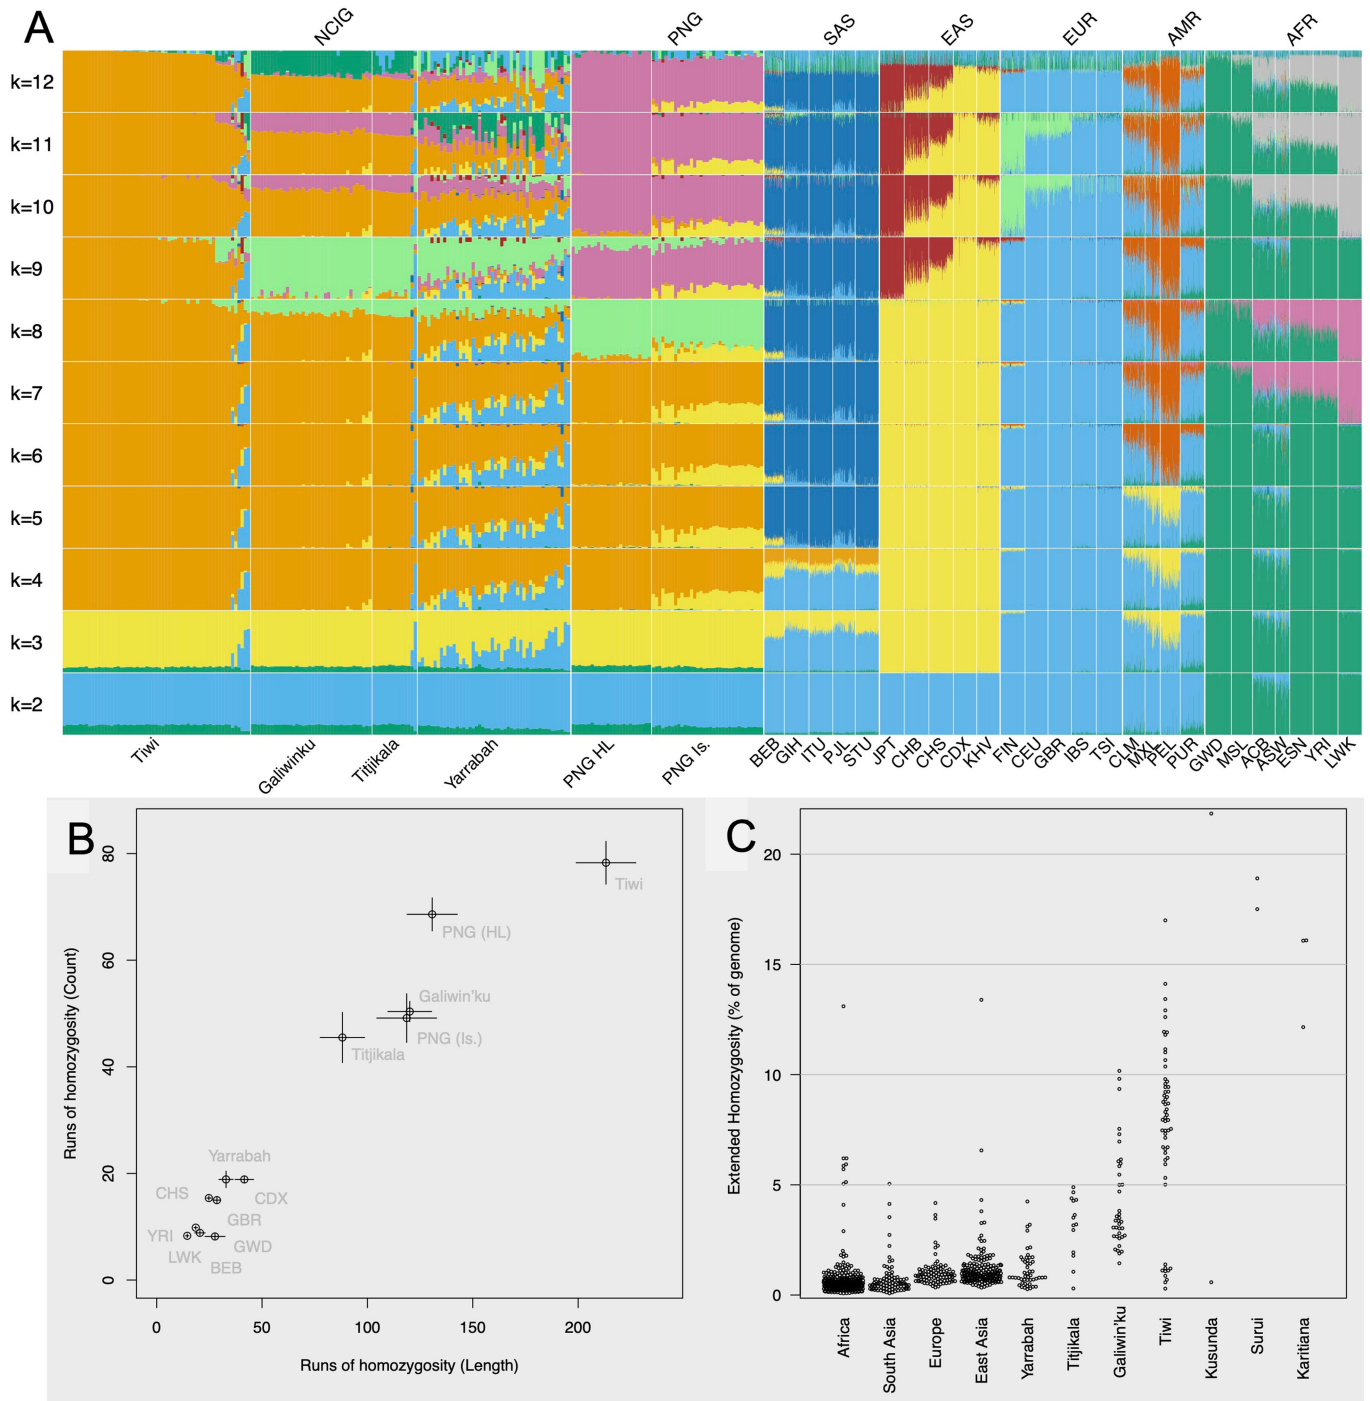 A
NCIG
PNG
SAS
EAS
EUR
AMR
AFR
k=12
k=11
k=10
k=9
k=8
k=7
k=6
k=5
k=4
k=3
k=2
Tiwi
Galiwinku
Titjikala
Yarrabah
PNG HL
PNG Is.
BEB
GIH
ITU
PJL
STU
JPT
CHB
CHS
CDX
KHV
FIN
CEU
GBR
IBS
TSI
CLM
MXL
PEL
PUR
GWD
MSL
ACB
ASW
ESN
YRI
LWK
B
Runs of homozygosity (Count)
80
60
40
20
0
Tiwi
PNG (HL)
Galiwin'ku
PNG (Is.)
Titjikala
Yarrabah
CHS
CDX
GBR
YRI
GWD
LWK
BEB
0
50
100
150
200
Runs of homozygosity (Length)
C
Extended Homozygosity (% of genome)
20
15
10
5
0
Africa
South Asia
Europe
East Asia
Yarrabah
Titjikala
Galiwin'ku
Tiwi
Kusunda
Surui
Karitiana